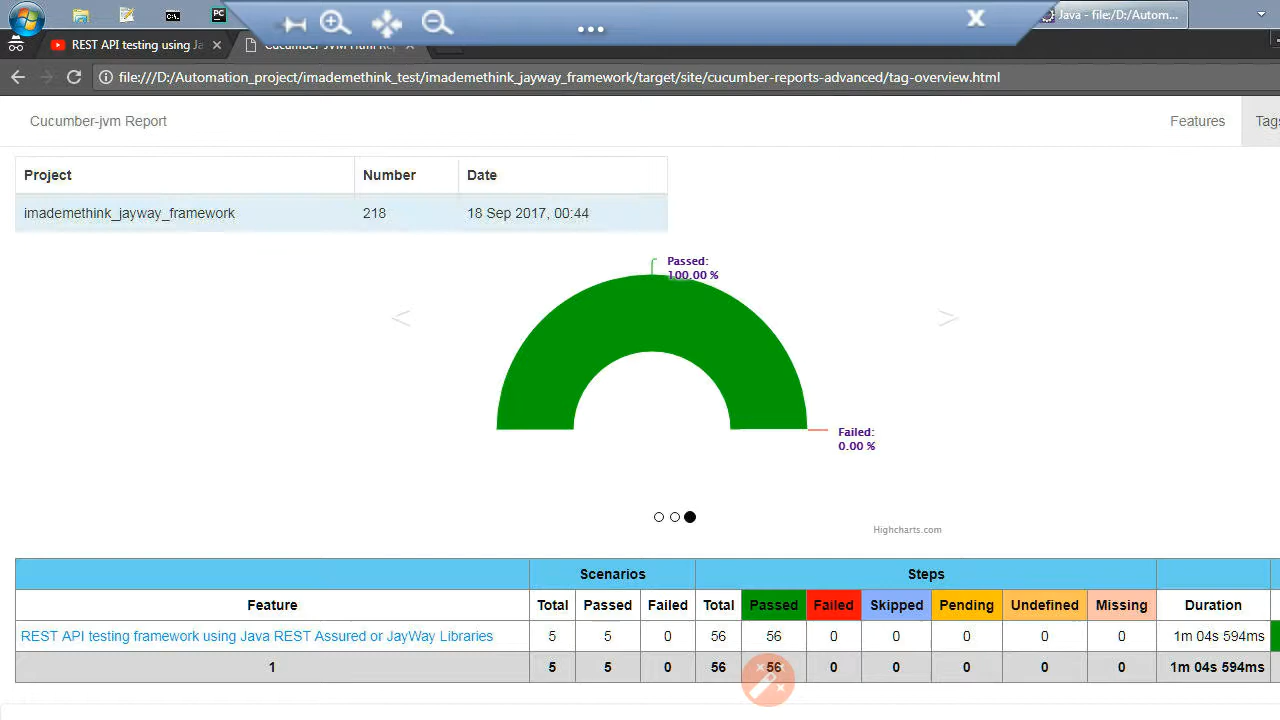 Java - file:/D:/Autom...
REST API testing using Ja
Cucumber-JVM Html Rep
file:///D:/Automation_project/imademethink_test/imademethink_jayway_framework/target/site/cucumber-reports-advanced/tag-overview.html
Cucumber-jvm Report
Features
Tags
Project Number Date
imademethink_jayway_framework 218 18 Sep 2017, 00:44
Passed:
100.00 %
< >
Failed:
0.00 %
Highcharts.com
Scenarios Steps
Feature Total Passed Failed Total Passed Failed Skipped Pending Undefined Missing Duration
REST API testing framework using Java REST Assured or JayWay Libraries 5 5 0 56 56 0 0 0 0 0 1m 04s 594ms
1 5 5 0 56 56 0 0 0 0 0 1m 04s 594ms